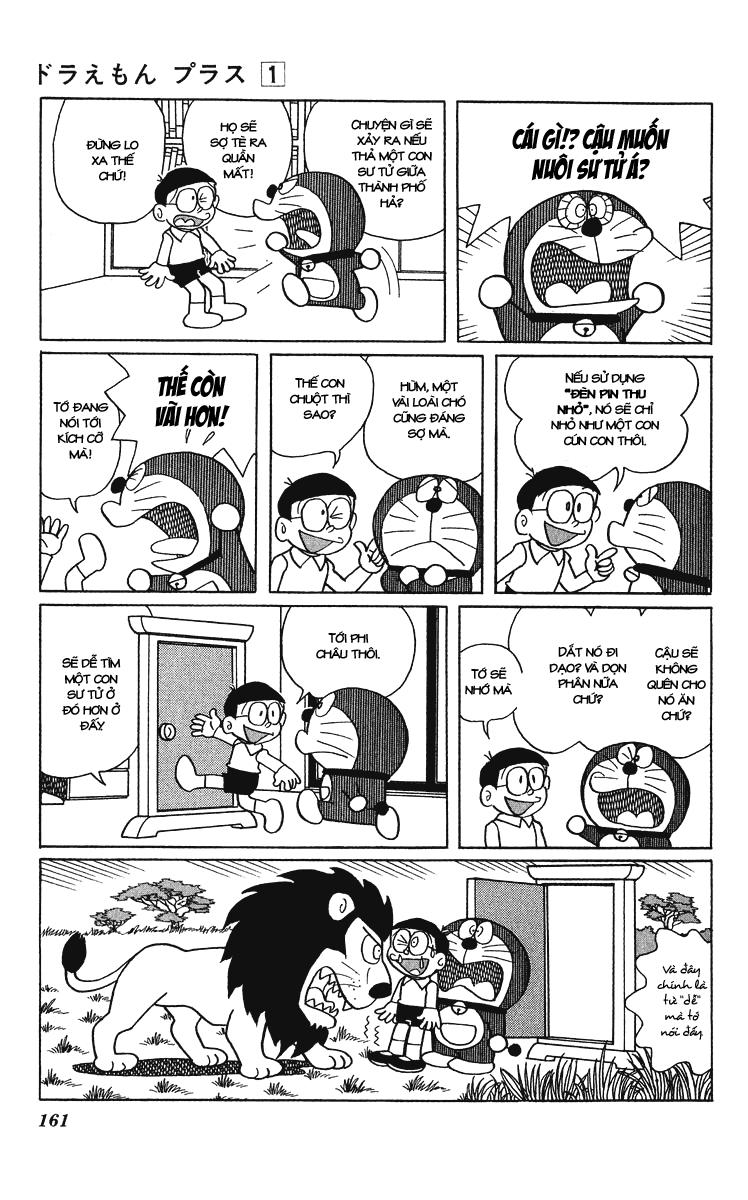 ドラえもん プラス 1
CÁI GÌ!? CẬU MUỐN
NUÔI SƯ TỬ Á?
CHUYỆN GÌ SẼ
XẢY RA NẾU
THẢ MỘT CON
SƯ TỬ GIỮA
THÀNH PHỐ
HẢ?
HỌ SẼ
SỢ TÈ RA
QUẦN
MẤT!
ĐỪNG LO
XA THẾ
CHỨ!
NẾU SỬ DỤNG
"ĐÈN PIN THU
NHỎ", NÓ SẼ CHỈ
NHỎ NHƯ MỘT CON
CÚN CON THÔI.
HỪM, MỘT
VÀI LOÀI CHÓ
CŨNG ĐÁNG
SỢ MÀ.
THẾ CON
CHUỘT THÌ
SAO?
THẾ CÒN
VÃI HƠN!
TỚ ĐANG
NÓI TỚI
KÍCH CỠ
MÀ!
CẬU SẼ
KHÔNG
QUÊN CHO
NÓ ĂN
CHỨ?
DẮT NÓ ĐI
DẠO? VÀ DỌN
PHÂN NỮA
CHỨ?
TỚ SẼ
NHỚ MÀ
TỚI PHI
CHÂU THÔI.
SẼ DỄ TÌM
MỘT CON
SƯ TỬ Ở
ĐÓ HƠN Ở
ĐÂY.
Và đây
chính là
từ "dễ"
mà tớ
nói đấy
161